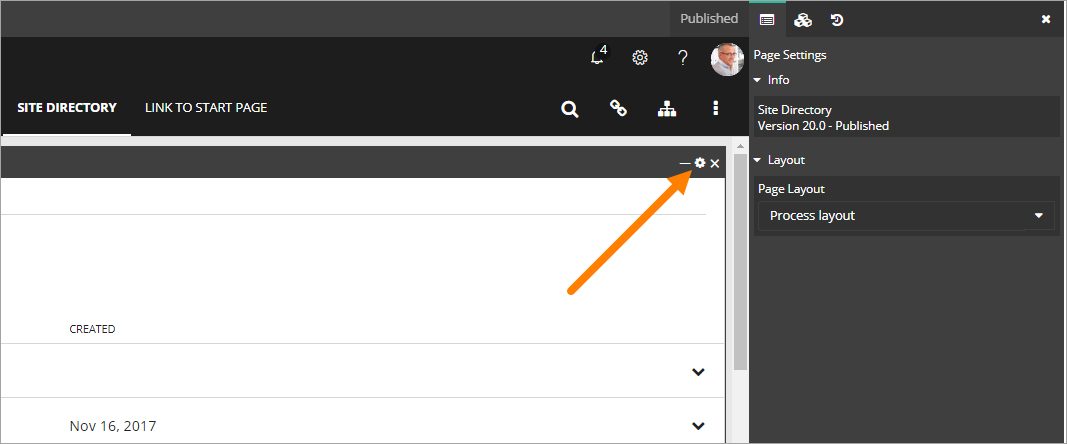 Published
4
?
SITE DIRECTORY
LINK TO START PAGE
CREATED
Nov 16, 2017
Page Settings
Info
Site Directory
Version 20.0 - Published
Layout
Page Layout
Process layout